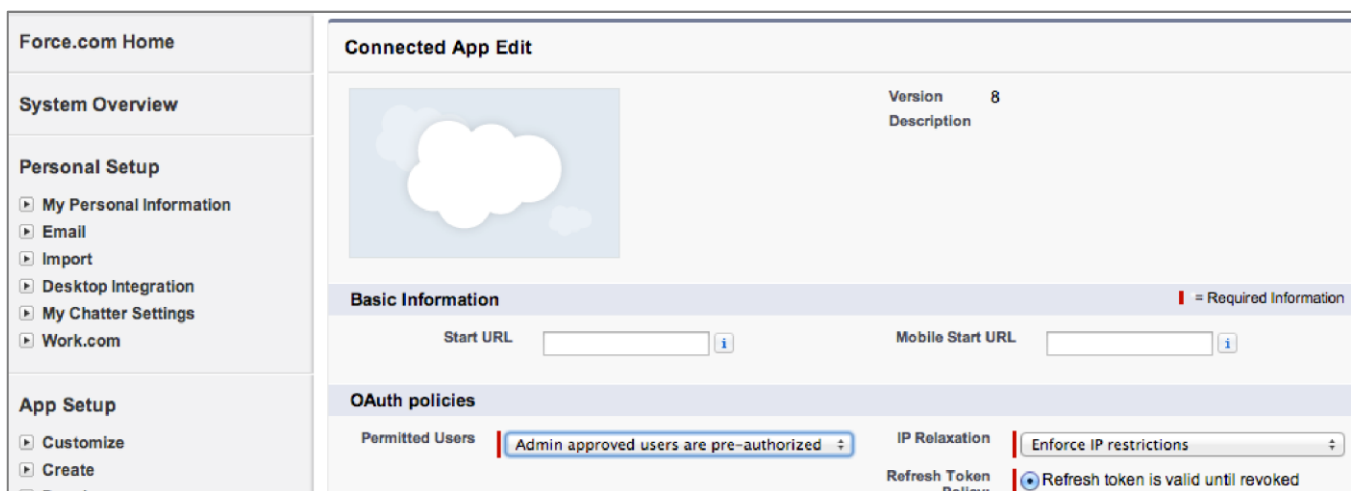 Force.com Home
System Overview
Personal Setup
My Personal Information
Email
Import
Desktop Integration
My Chatter Settings
Work.com
App Setup
Customize
Create
Connected App Edit
Version 8
Description
Basic Information
= Required Information
Start URL
Mobile Start URL
OAuth policies
Permitted Users Admin approved users are pre-authorized
IP Relaxation Enforce IP restrictions
Refresh Token Refresh token is valid until revoked